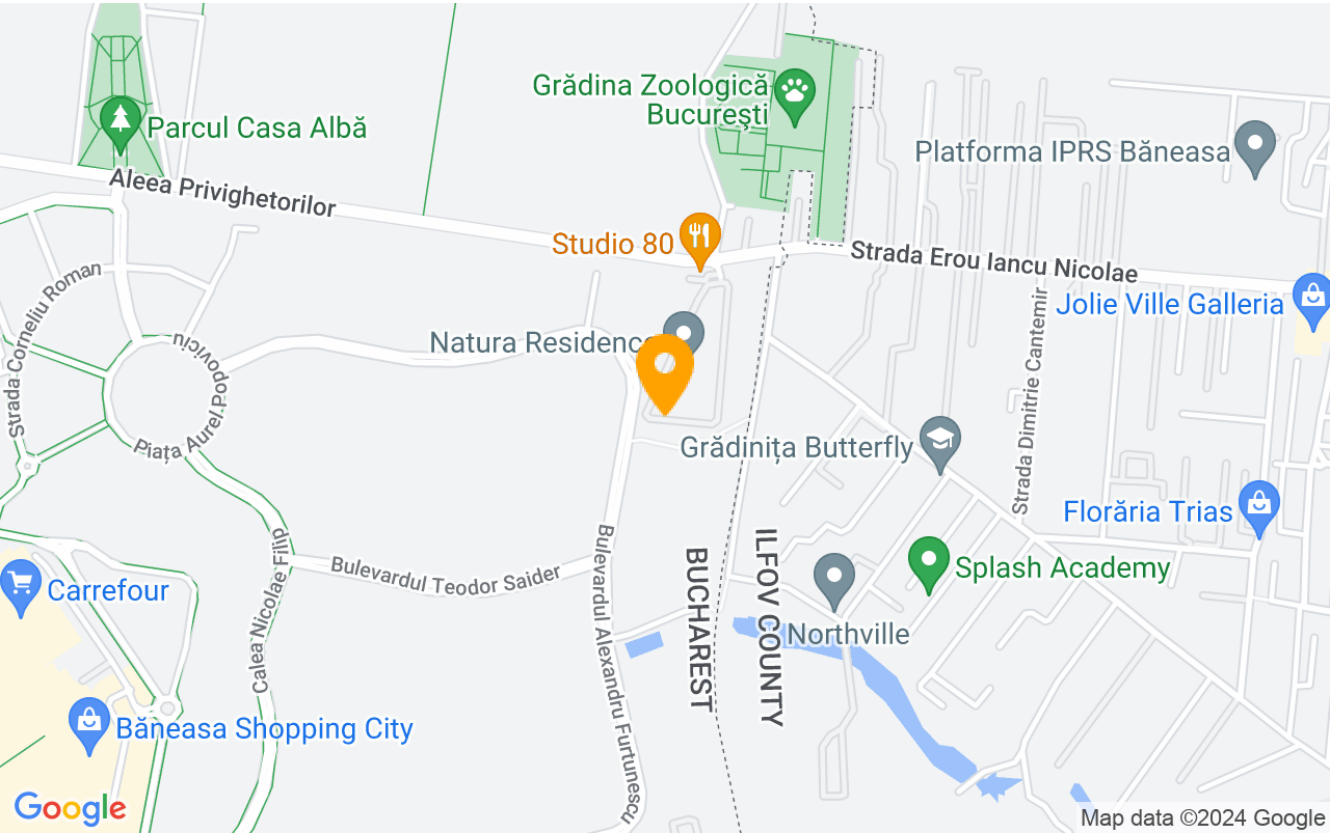 Grădina Zoologică
București
Parcul Casa Albă
Platforma IPRS Băneasa
Aleea Privighetorilor
Studio 80
Strada Erou Iancu Nicolae
Jolie Ville Galleria
Strada Corneliu Roman
Natura Residence
Strada Dimitrie Cantemir
Piața Aurel Popoviciu
Grădinița Butterfly
Florăria Trias
Calea Nicolae Filip
Bulevardul Teodor Saider
Bulevardul Alexandru Furtunescu
BUCHAREST
ILFOV COUNTY
Splash Academy
Carrefour
Northville
Băneasa Shopping City
Google
Map data ©2024 Google